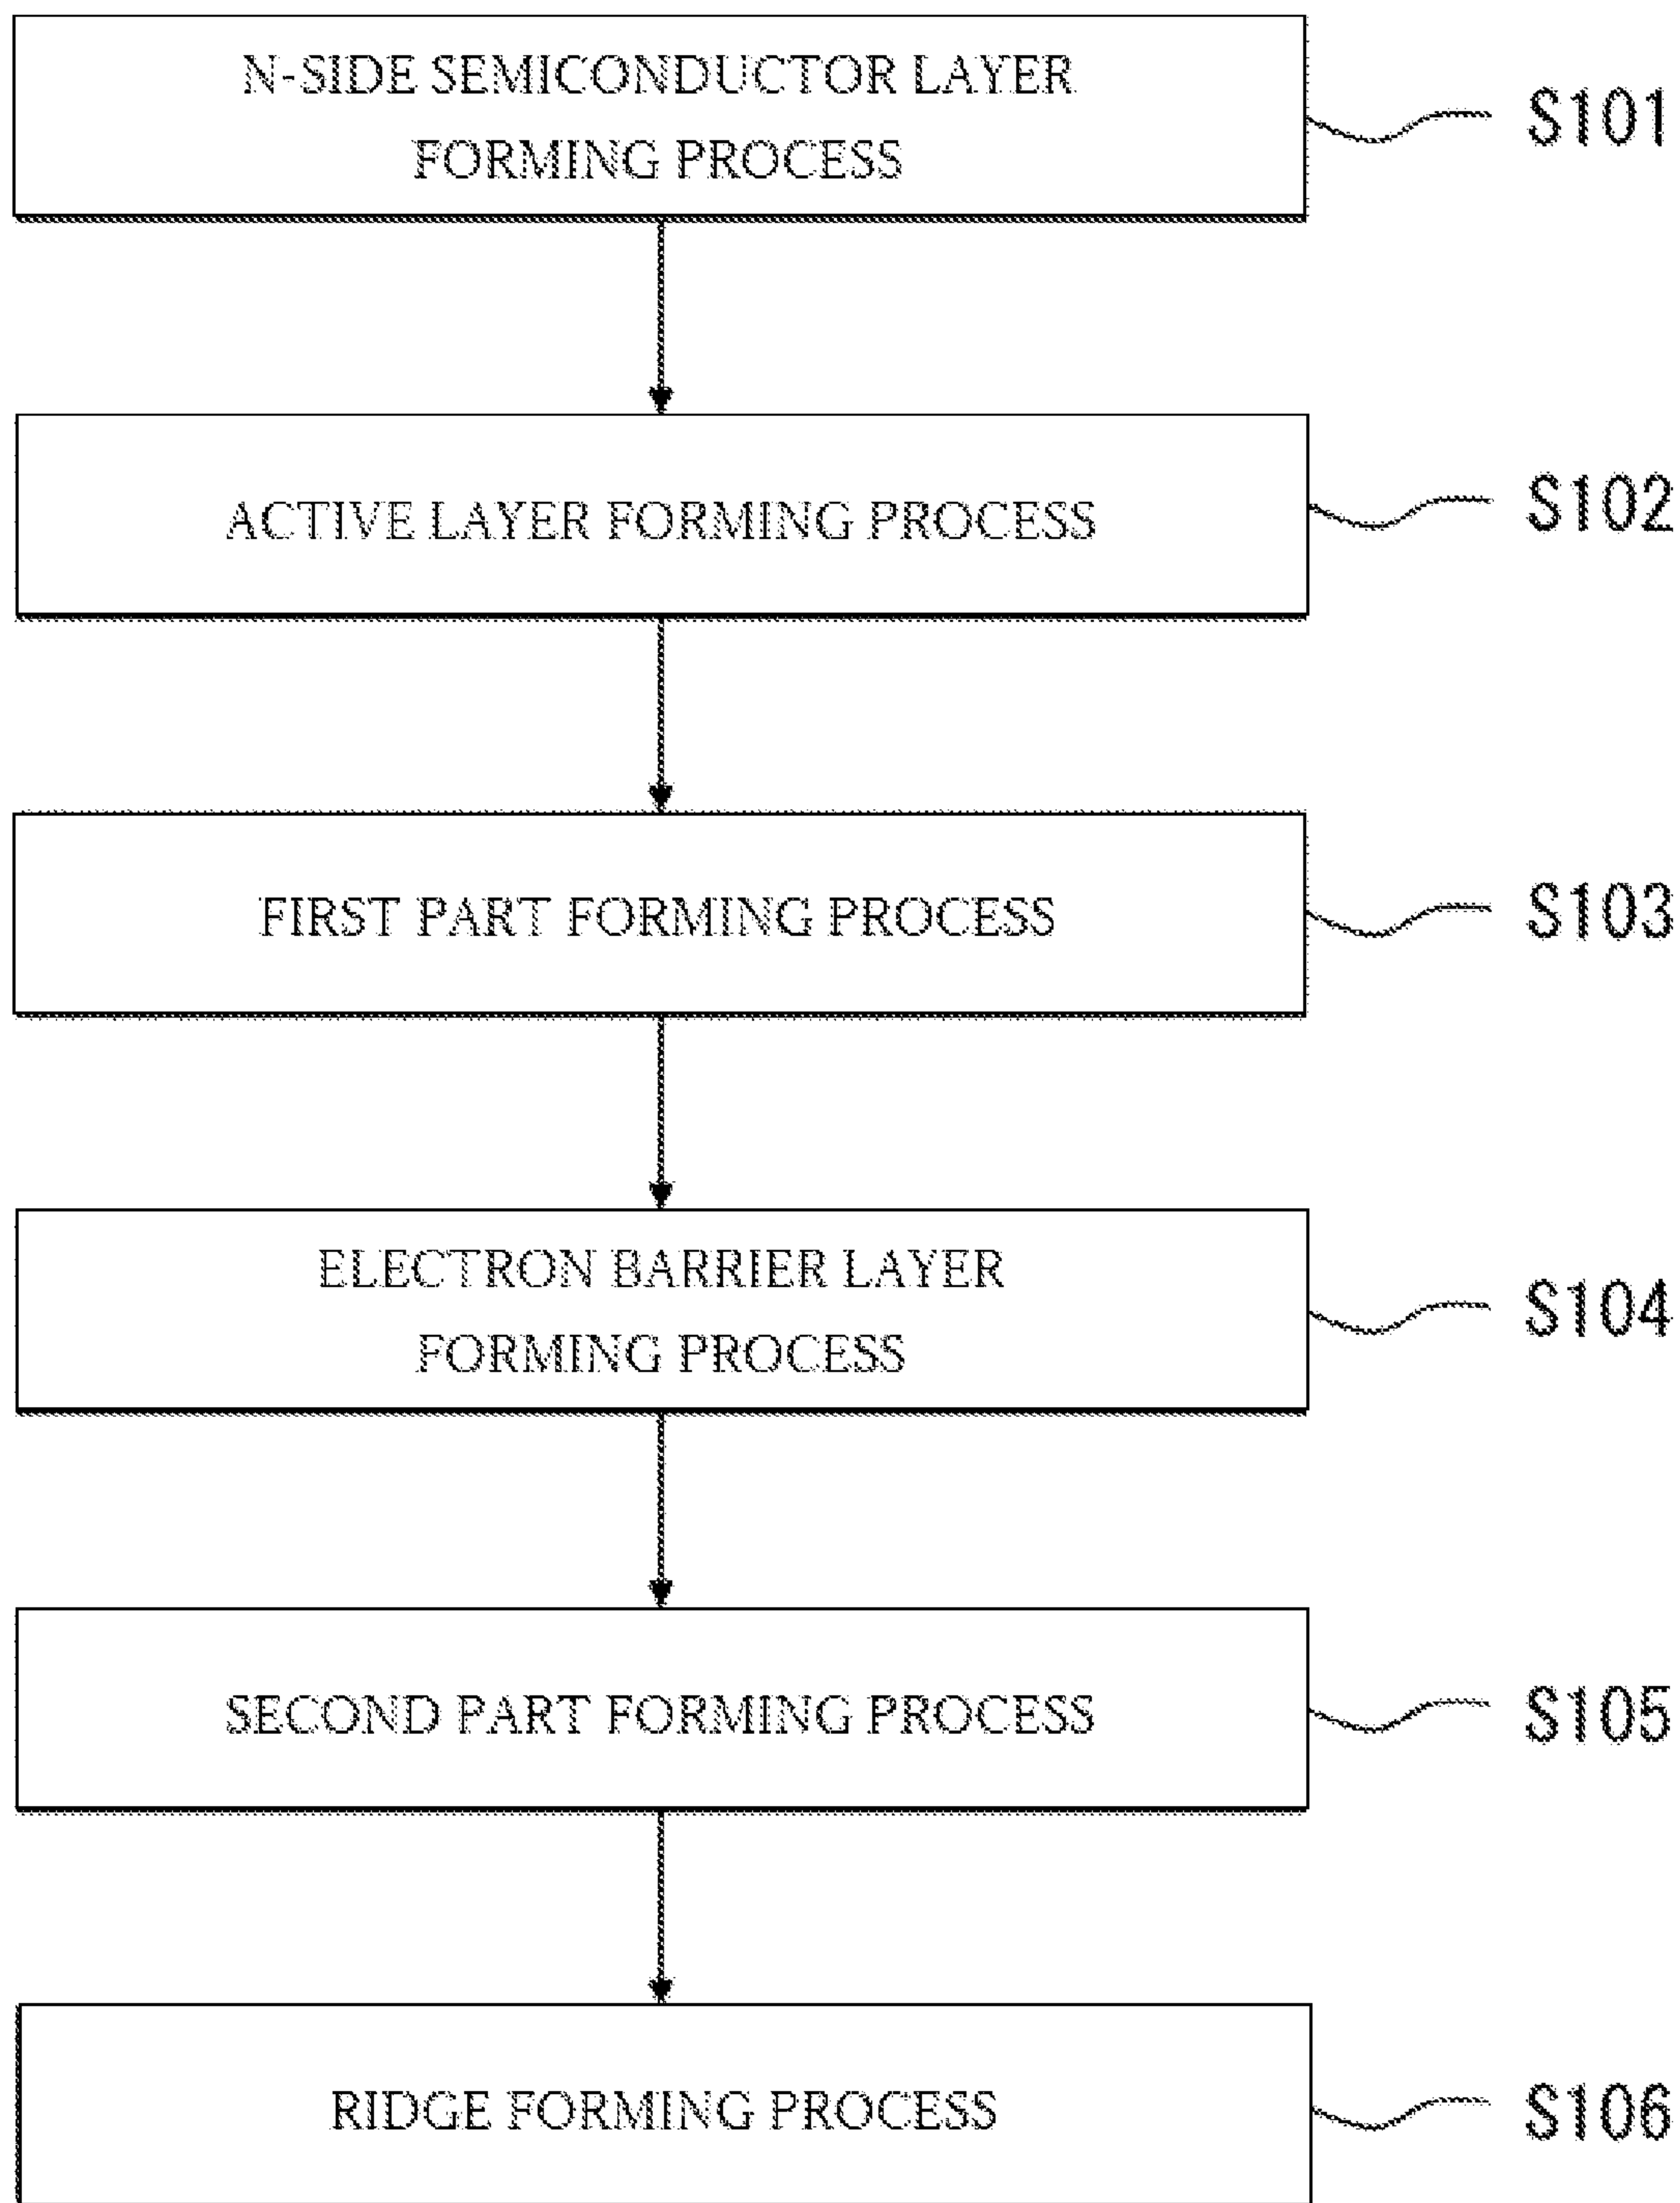 N-SIDE SEMICONDUCTOR LAYER
FORMING PROCESS
S101
ACTIVE LAYER FORMING PROCESS
S102
FIRST PART FORMING PROCESS
S103
ELECTRON BARRIER LAYER
FORMING PROCESS
S104
SECOND PART FORMING PROCESS
S105
RIDGE FORMING PROCESS
S106